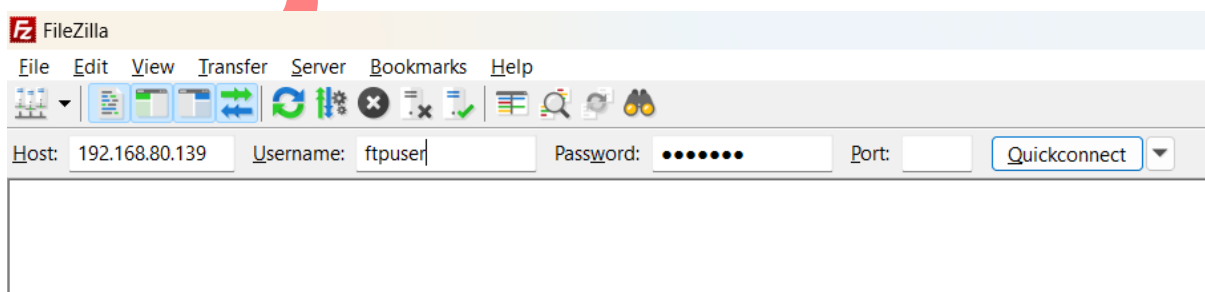 FileZilla
File Edit View Transfer Server Bookmarks Help
Host: 192.168.80.139 Username: ftpuser Password: ●●●●●●● Port: Quickconnect